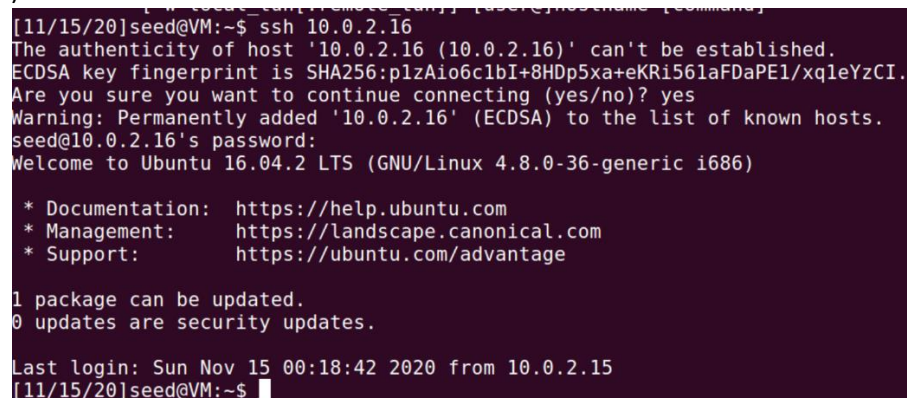 [-w local_tun[:remote_tun]] [user@]hostname [command]
[11/15/20]seed@VM:~$ ssh 10.0.2.16
The authenticity of host '10.0.2.16 (10.0.2.16)' can't be established.
ECDSA key fingerprint is SHA256:p1zAio6c1bI+8HDp5xa+eKRi561aFDaPE1/xq1eYzCI.
Are you sure you want to continue connecting (yes/no)? yes
Warning: Permanently added '10.0.2.16' (ECDSA) to the list of known hosts.
seed@10.0.2.16's password:
Welcome to Ubuntu 16.04.2 LTS (GNU/Linux 4.8.0-36-generic i686)
* Documentation:  https://help.ubuntu.com
* Management:     https://landscape.canonical.com
* Support:        https://ubuntu.com/advantage
1 package can be updated.
0 updates are security updates.
Last login: Sun Nov 15 00:18:42 2020 from 10.0.2.15
[11/15/20]seed@VM:~$